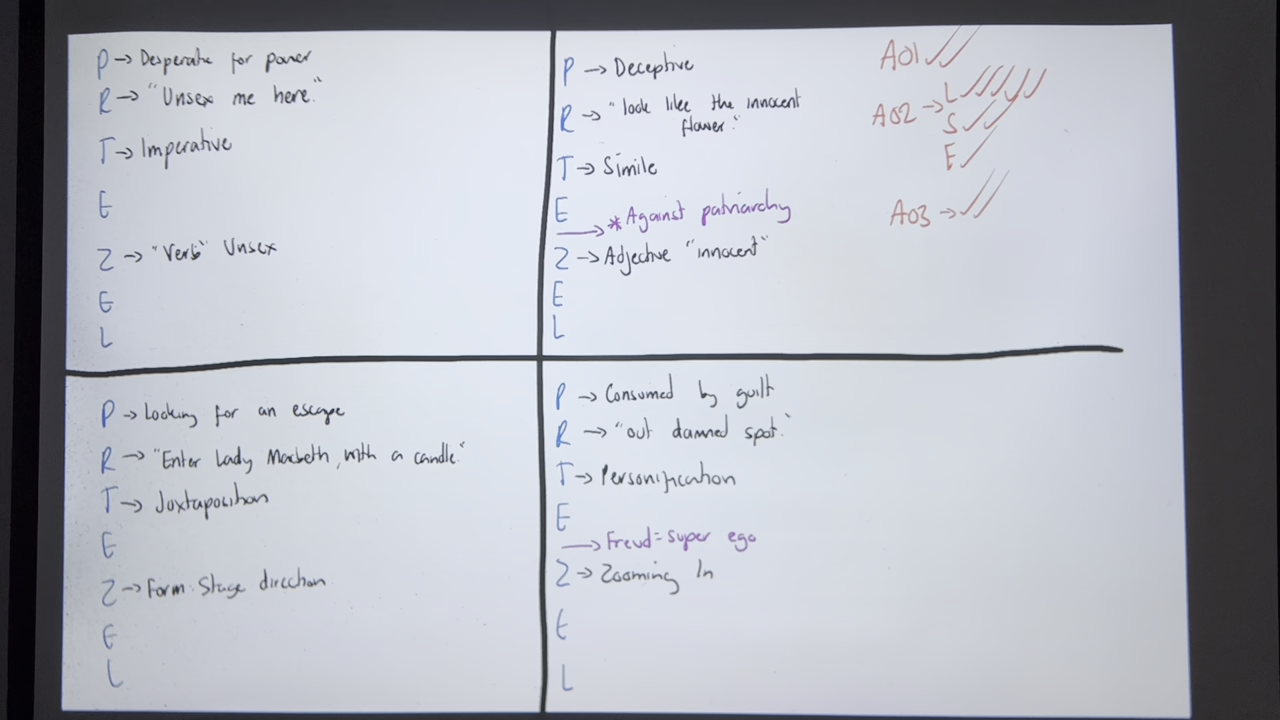 P → Desperate for power
R → "Unsex me here."
T → Imperative
E
Z → "Verb" Unsex
E
L
P → Deceptive
R → "look like the innocent
flower."
T → Simile
E
→ * Against patriarchy
Z → Adjective "innocent"
E
L
AO1 ✓✓
AO2 → L ✓✓✓✓✓
S ✓✓
E ✓
AO3 → ✓✓
P → Looking for an escape
R → "Enter Lady Macbeth, with a candle."
T → Juxtaposition
E
Z → Form: Stage direction
E
L
P → Consumed by guilt
R → "out damned spot."
T → Personification
E
→ Freud = super ego
Z → Zooming In
E
L